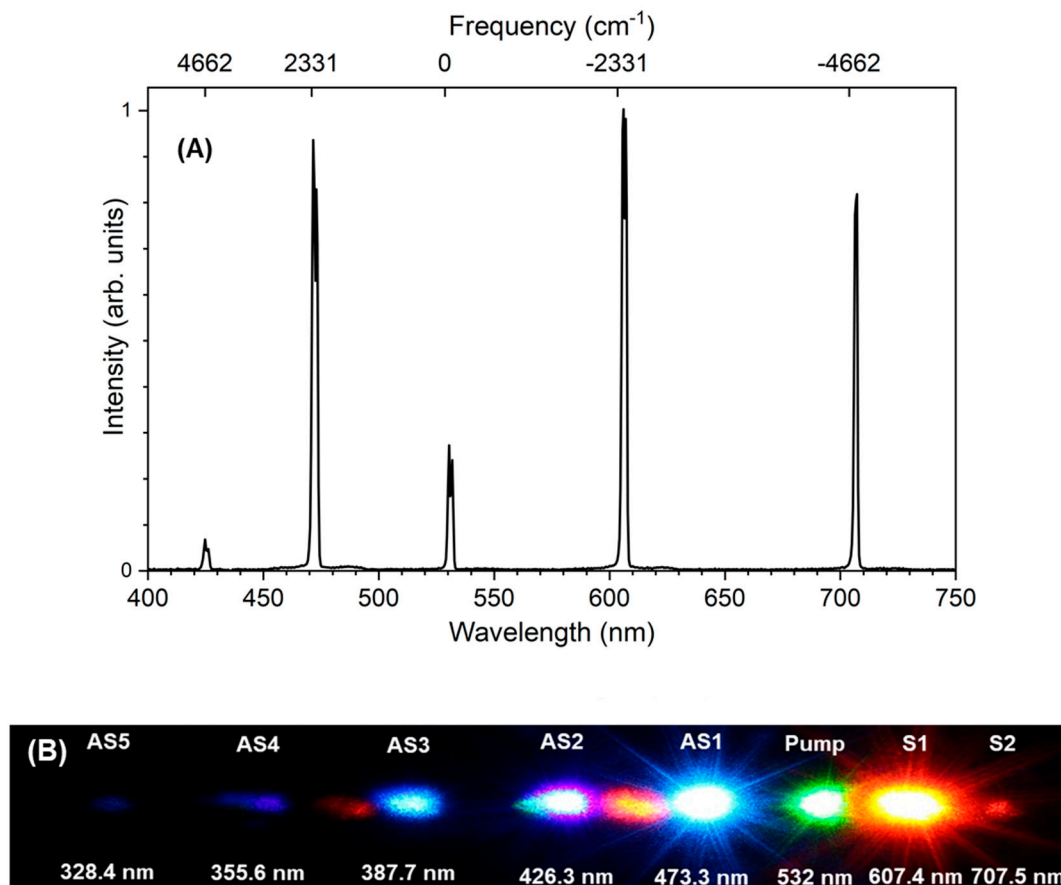 Frequency (cm⁻¹)
4662 2331 0 -2331 -4662
1
(A)
Intensity (arb. units)
0
400 450 500 550 600 650 700 750
Wavelength (nm)
(B) AS5 AS4 AS3 AS2 AS1 Pump S1 S2
328.4 nm 355.6 nm 387.7 nm 426.3 nm 473.3 nm 532 nm 607.4 nm 707.5 nm